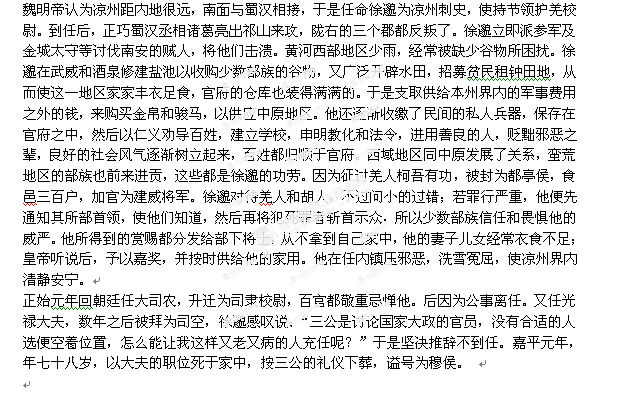 魏明帝认为凉州距内地很远，南面与蜀汉相接，于是任命徐邈为凉州刺史，使持节领护羌校
尉。到任后，正巧蜀汉丞相诸葛亮出祁山来攻，陇右的三个郡都反叛了。徐邈立即派参军及
金城太守等讨伐南安的贼人，将他们击溃。黄河西部地区少雨，经常被缺少谷物所困扰。徐
邈在武威和酒泉修建盐池以收购少数部族的谷物，又广泛开辟水田，招募贫民租钟田地，从
而使这一地区家家丰衣足食，官府的仓库也装得满满的。于是支取供给本州界内的军事费用
之外的钱，来购买金帛和骏马，以供应中原地区。他还逐渐收缴了民间的私人兵器，保存在
官府之中，然后以仁义劝导百姓，建立学校，申明教化和法令，进用善良的人，贬黜邪恶之
辈，良好的社会风气逐渐树立起来，百姓都归顺于官府。西域地区同中原发展了关系，蛮荒
地区的部族也前来进贡，这些都是徐邈的功劳。因为征讨羌人柯吾有功，被封为都亭侯，食
邑三百户，加官为建威将军。徐邈对待羌人和胡人，不过问小的过错；若罪行严重，他便先
通知其所部首领，使他们知道，然后再将犯死罪者斩首示众，所以少数部族信任和畏惧他的
威严。他所得到的赏赐都分发给部下将士，从不拿到自己家中，他的妻子儿女经常衣食不足；
皇帝听说后，予以嘉奖，并按时供给他的家用。他在任内镇压邪恶，洗雪冤屈，使凉州界内
清静安宁。
正始元年回朝廷任大司农，升迁为司隶校尉，百官都敬重忌惮他。后因为公事离任。又任光
禄大夫，数年之后被拜为司空，徐邈感叹说：“三公是讨论国家大政的官员，没有合适的人
选便空着位置，怎么能让我这样又老又病的人充任呢？”于是坚决推辞不到任。嘉平元年，
年七十八岁，以大夫的职位死于家中，按三公的礼仪下葬，谥号为穆侯。